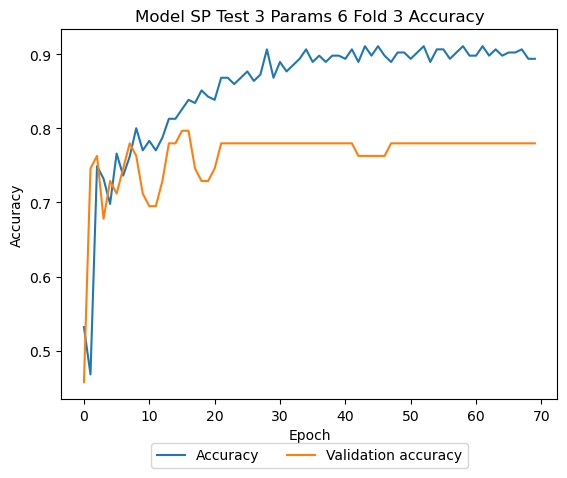 Model SP Test 3 Params 6 Fold 3 Accuracy
0.9
0.8
0.7
0.6
0.5
Accuracy
0 10 20 30 40 50 60 70
Epoch
Accuracy Validation accuracy